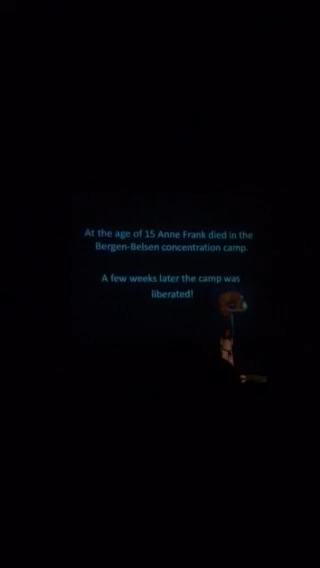 At the age of 15 Anne Frank died in the
Bergen-Belsen concentration camp.
A few weeks later the camp was
liberated!